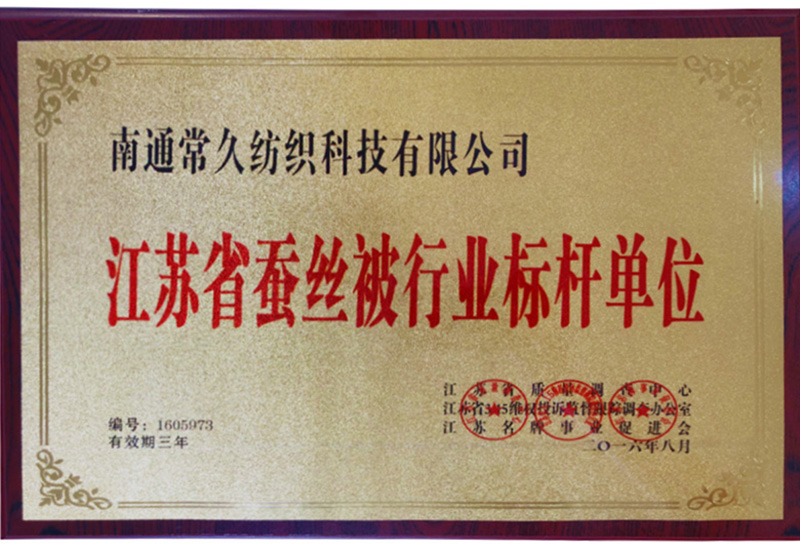 南通常久纺织科技有限公司
江苏省蚕丝被行业标杆单位
江苏省质量调查中心
江苏省315维权投诉监督跟踪调查办公室
江苏名牌事业促进会
二〇一六年八月
编号：1605973
有效期三年